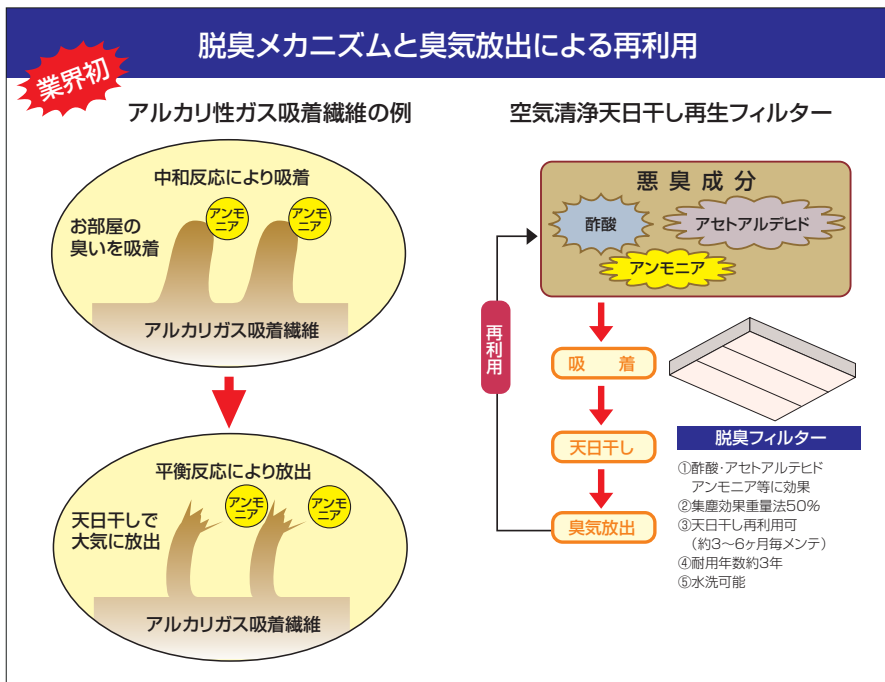 脱臭メカニズムと臭気放出による再利用
業界初
アルカリ性ガス吸着繊維の例
中和反応により吸着
お部屋の
臭いを吸着
アンモ
ニア
アンモ
ニア
アルカリガス吸着繊維
平衡反応により放出
天日干しで
大気に放出
アンモ
ニア
アンモ
ニア
アルカリガス吸着繊維
空気清浄天日干し再生フィルター
悪臭成分
酢酸
アセトアルデヒド
アンモニア
再利用
吸着
天日干し
臭気放出
脱臭フィルター
①酢酸・アセトアルデヒド
アンモニア等に効果
②集塵効果重量法50%
③天日干し再利用可
（約3〜6ヶ月毎メンテ）
④耐用年数約3年
⑤水洗可能